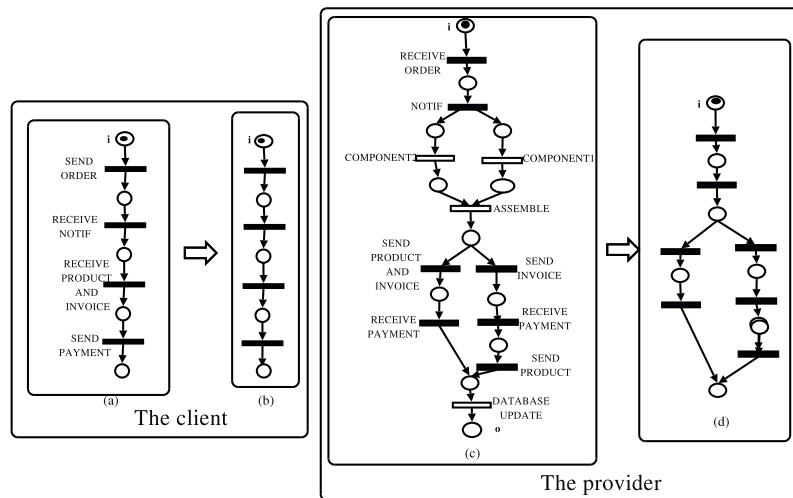 i
SEND
ORDER
RECEIVE
NOTIF
RECEIVE
PRODUCT
AND
INVOICE
SEND
PAYMENT
(a)
i
(b)
The client
i
RECEIVE
ORDER
NOTIF
COMPONENT2
COMPONENT1
ASSEMBLE
SEND
PRODUCT
AND
INVOICE
SEND
INVOICE
RECEIVE
PAYMENT
RECEIVE
PAYMENT
SEND
PRODUCT
DATABASE
UPDATE
o
(c)
i
(d)
The provider